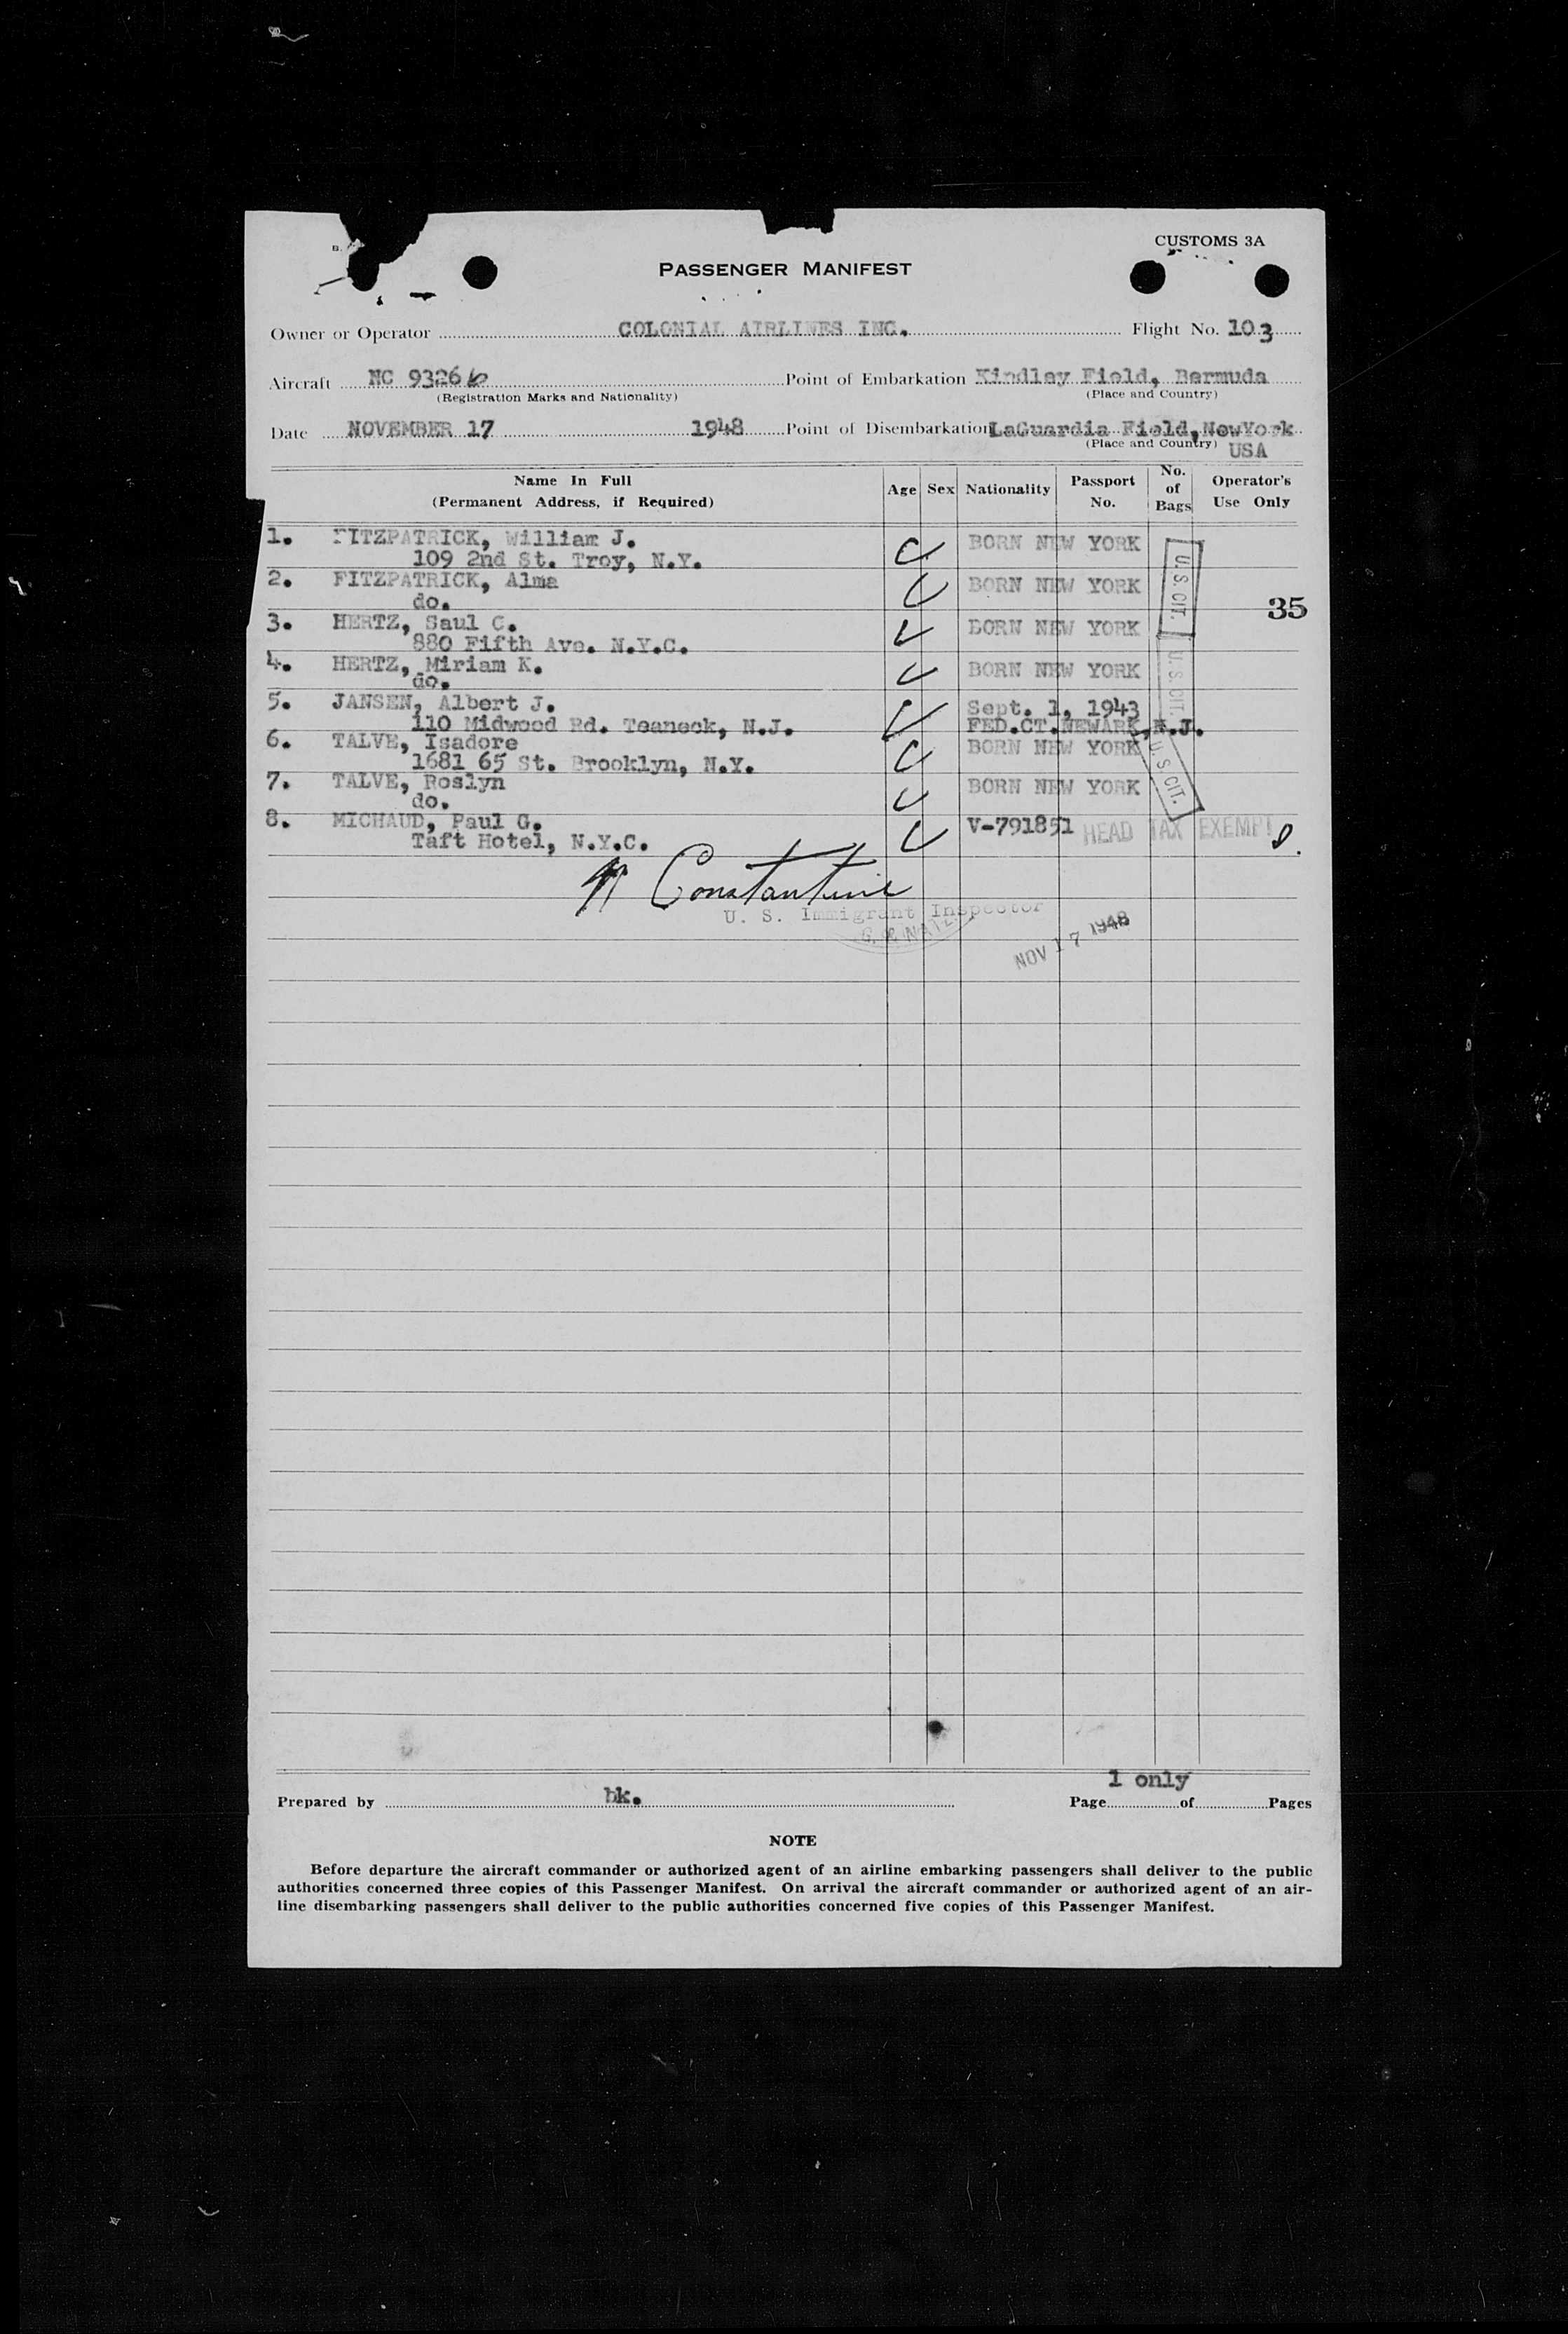 CUSTOMS 3A
PASSENGER MANIFEST
Owner or Operator COLONIAL AIRLINES INC. Flight No. 103
Aircraft NC 93266 Point of Embarkation Kindley Field, Bermuda
(Registration Marks and Nationality) (Place and Country)
Date NOVEMBER 17 1948 Point of Disembarkation LaGuardia Field, NewYork
(Place and Country) USA
Name In Full (Permanent Address, if Required) Age Sex Nationality Passport No. No. of Bags Operator's Use Only
1. FITZPATRICK, William J. BORN NEW YORK
109 2nd St. Troy, N.Y.
U.S. CIT.
2. FITZPATRICK, Alma BORN NEW YORK
do. 35
3. HERTZ, Saul C. BORN NEW YORK
880 Fifth Ave. N.Y.C.
4. HERTZ, Miriam K. BORN NEW YORK
do.
U.S. CIT.
5. JANSEN, Albert J. Sept. 1, 1943
110 Midwood Rd. Teaneck, N.J. FED.CT.NEWARK,N.J.
6. TALVE, Isadore BORN NEW YORK
1681 65 St. Brooklyn, N.Y.
U S CIT.
7. TALVE, Roslyn BORN NEW YORK
do.
8. MICHAUD, Paul G. V-791851 HEAD TAX EXEMPT
Taft Hotel, N.Y.C.
Constantine
U. S. Immigrant Inspector
NOV 17 1948
1 only
Prepared by bk. Page of Pages
NOTE
Before departure the aircraft commander or authorized agent of an airline embarking passengers shall deliver to the public
authorities concerned three copies of this Passenger Manifest. On arrival the aircraft commander or authorized agent of an air-
line disembarking passengers shall deliver to the public authorities concerned five copies of this Passenger Manifest.